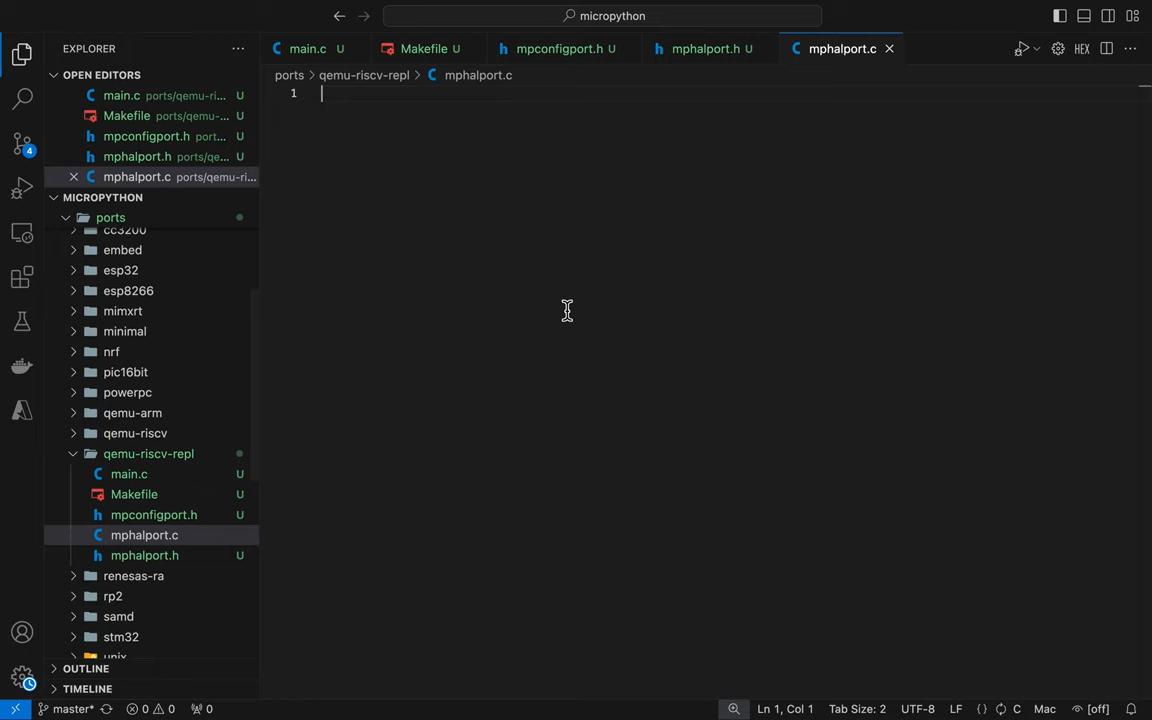 micropython
EXPLORER
OPEN EDITORS
main.c ports/qemu-ri... U
Makefile ports/qemu-... U
mpconfigport.h port... U
mphalport.h ports/qe... U
mphalport.c ports/qemu-ri...
MICROPYTHON
ports
cc3200
embed
esp32
esp8266
mimxrt
minimal
nrf
pic16bit
powerpc
qemu-arm
qemu-riscv
qemu-riscv-repl
main.c U
Makefile U
mpconfigport.h U
mphalport.c
mphalport.h U
renesas-ra
rp2
samd
stm32
unix
OUTLINE
TIMELINE
main.c U
Makefile U
mpconfigport.h U
mphalport.h U
mphalport.c
HEX
ports > qemu-riscv-repl > C mphalport.c
1
4
master* 0 0 0
Ln 1, Col 1 Tab Size: 2 UTF-8 LF {} C Mac [off]